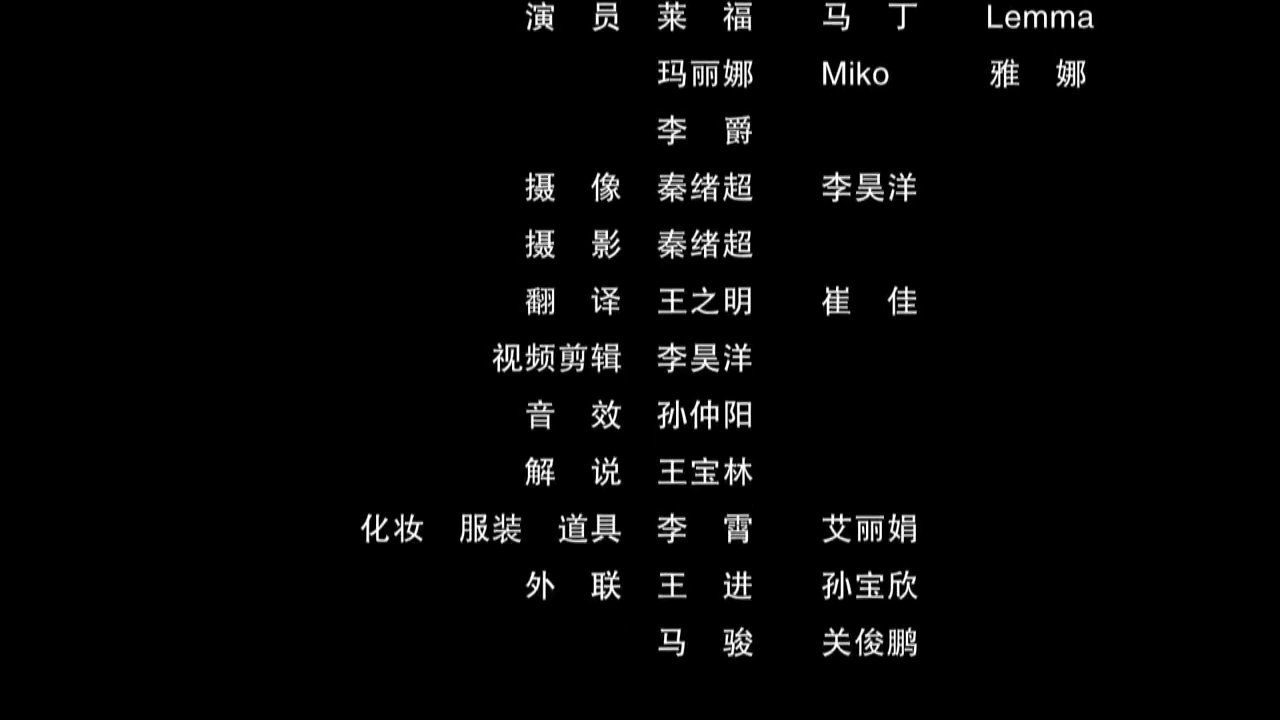 演 员 莱 福 马 丁 Lemma
玛丽娜 Miko 雅 娜
李 爵
摄 像 秦绪超 李昊洋
摄 影 秦绪超
翻 译 王之明 崔 佳
视频剪辑 李昊洋
音 效 孙仲阳
解 说 王宝林
化妆 服装 道具 李 霄 艾丽娟
外 联 王 进 孙宝欣
马 骏 关俊鹏